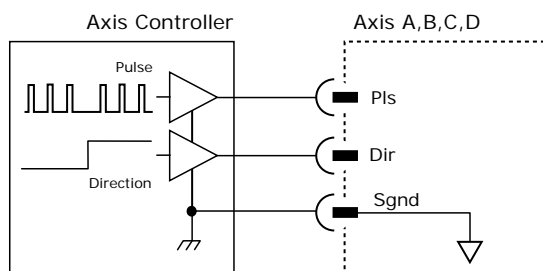 Axis Controller
Axis A,B,C,D
Pulse
Pls
Dir
Direction
Sgnd